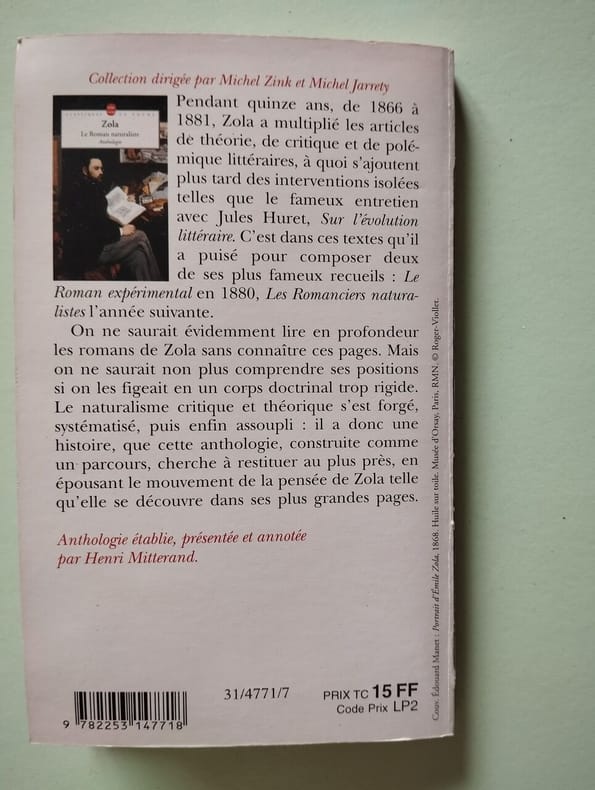 Collection dirigée par Michel Zink et Michel Jarrety
Zola
Le Roman naturaliste
Anthologie
Pendant quinze ans, de 1866 à
1881, Zola a multiplié les articles
de théorie, de critique et de polé-
mique littéraires, à quoi s'ajoutent
plus tard des interventions isolées
telles que le fameux entretien
avec Jules Huret, Sur l'évolution
littéraire. C'est dans ces textes qu'il
a puisé pour composer deux
de ses plus fameux recueils : Le
Roman expérimental en 1880, Les Romanciers natura-
listes l'année suivante.
On ne saurait évidemment lire en profondeur
les romans de Zola sans connaître ces pages. Mais
on ne saurait non plus comprendre ses positions
si on les figeait en un corps doctrinal trop rigide.
Le naturalisme critique et théorique s'est forgé,
systématisé, puis enfin assoupli : il a donc une
histoire, que cette anthologie, construite comme
un parcours, cherche à restituer au plus près, en
épousant le mouvement de la pensée de Zola telle
qu'elle se découvre dans ses plus grandes pages.
Anthologie établie, présentée et annotée
par Henri Mitterand.
Couv. Édouard Manet : Portrait d'Émile Zola, 1868. Huile sur toile. Musée d'Orsay, Paris, RMN. © Roger-Viollet.
9 782253 147718
31/4771/7
PRIX TC 15 FF
Code Prix LP2